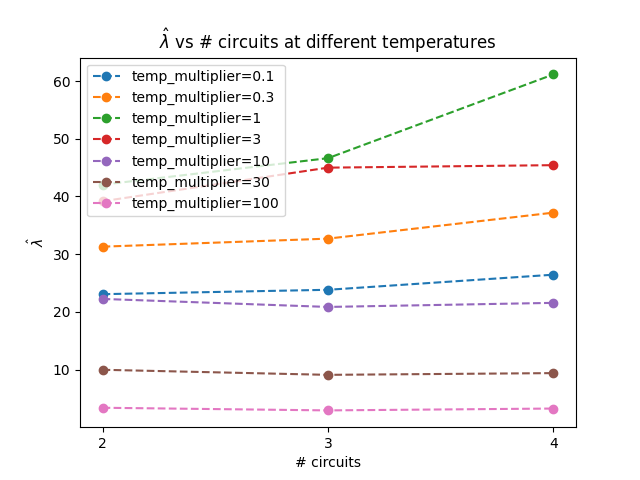 λ̂ vs # circuits at different temperatures
temp_multiplier=0.1
temp_multiplier=0.3
temp_multiplier=1
temp_multiplier=3
temp_multiplier=10
temp_multiplier=30
temp_multiplier=100
60
50
40
30
20
10
λ̂
2
3
4
# circuits